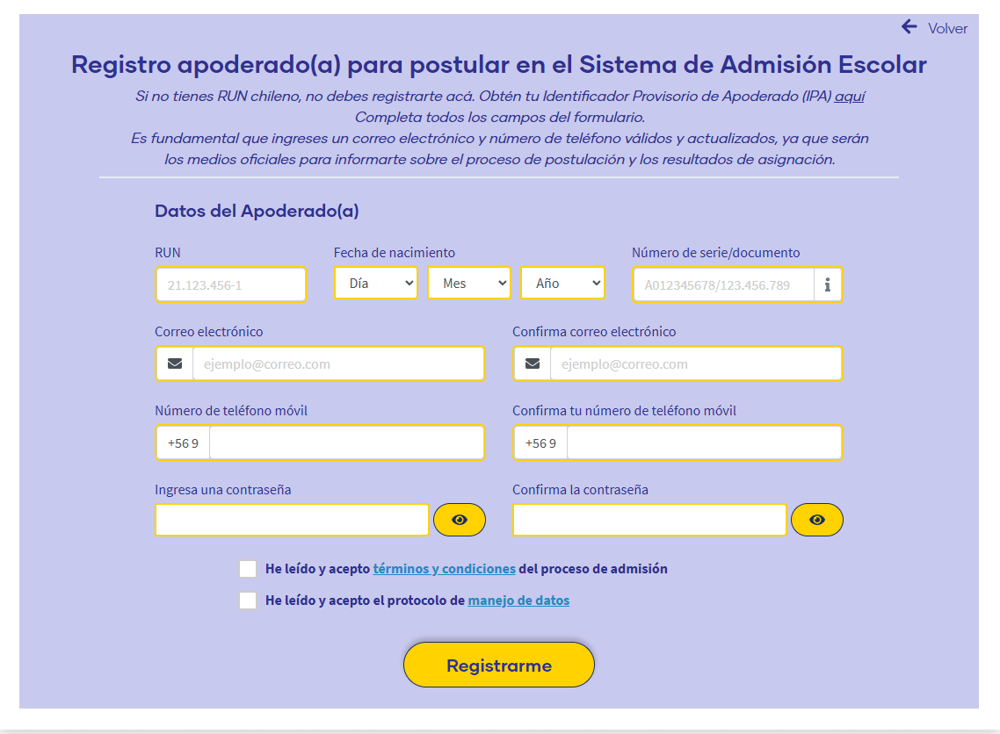 Volver
Registro apoderado(a) para postular en el Sistema de Admisión Escolar
Si no tienes RUN chileno, no debes registrarte acá. Obtén tu Identificador Provisorio de Apoderado (IPA) aquí
Completa todos los campos del formulario.
Es fundamental que ingreses un correo electrónico y número de teléfono válidos y actualizados, ya que serán
los medios oficiales para informarte sobre el proceso de postulación y los resultados de asignación.
Datos del Apoderado(a)
RUN Fecha de nacimiento Número de serie/documento
21.123.456-1 Día Mes Año A012345678/123.456.789
Correo electrónico Confirma correo electrónico
ejemplo@correo.com ejemplo@correo.com
Número de teléfono móvil Confirma tu número de teléfono móvil
+56 9 +56 9
Ingresa una contraseña Confirma la contraseña
He leído y acepto términos y condiciones del proceso de admisión
He leído y acepto el protocolo de manejo de datos
Registrarme